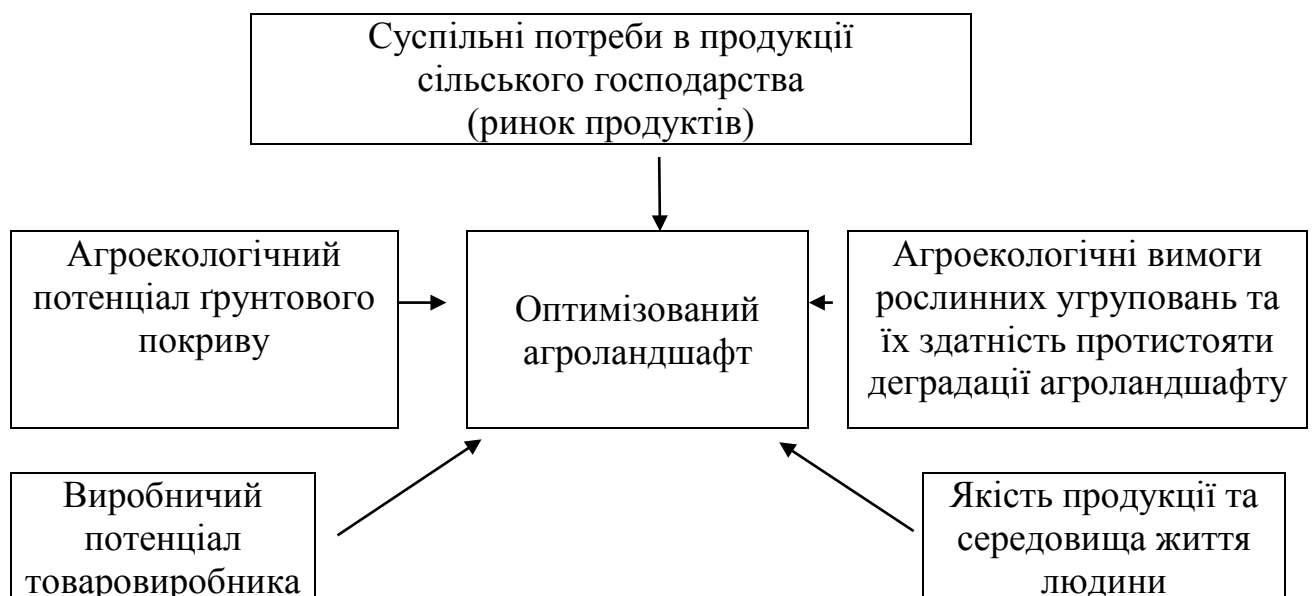 Суспільні потреби в продукції
сільського господарства
(ринок продуктів)
Агроекологічний
потенціал ґрунтового
покриву
Оптимізований
агроландшафт
Агроекологічні вимоги
рослинних угруповань та
їх здатність протистояти
деградації агроландшафту
Виробничий
потенціал
товаровиробника
Якість продукції та
середовища життя
людини